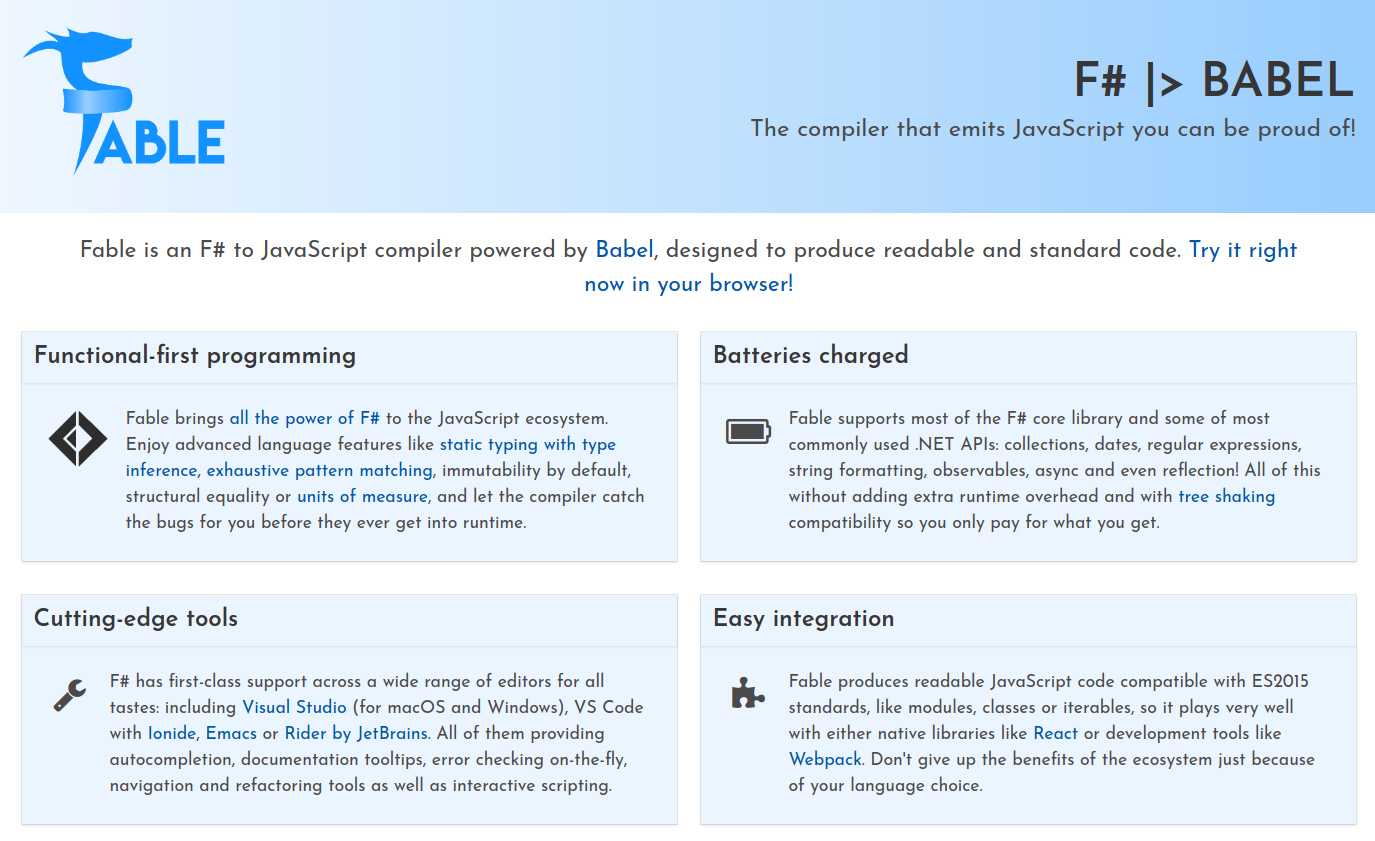 FABLE
F# |> BABEL
The compiler that emits JavaScript you can be proud of!
Fable is an F# to JavaScript compiler powered by Babel, designed to produce readable and standard code. Try it right
now in your browser!
Functional-first programming
Fable brings all the power of F# to the JavaScript ecosystem.
Enjoy advanced language features like static typing with type
inference, exhaustive pattern matching, immutability by default,
structural equality or units of measure, and let the compiler catch
the bugs for you before they ever get into runtime.
Batteries charged
Fable supports most of the F# core library and some of most
commonly used .NET APIs: collections, dates, regular expressions,
string formatting, observables, async and even reflection! All of this
without adding extra runtime overhead and with tree shaking
compatibility so you only pay for what you get.
Cutting-edge tools
F# has first-class support across a wide range of editors for all
tastes: including Visual Studio (for macOS and Windows), VS Code
with Ionide, Emacs or Rider by JetBrains. All of them providing
autocompletion, documentation tooltips, error checking on-the-fly,
navigation and refactoring tools as well as interactive scripting.
Easy integration
Fable produces readable JavaScript code compatible with ES2015
standards, like modules, classes or iterables, so it plays very well
with either native libraries like React or development tools like
Webpack. Don't give up the benefits of the ecosystem just because
of your language choice.